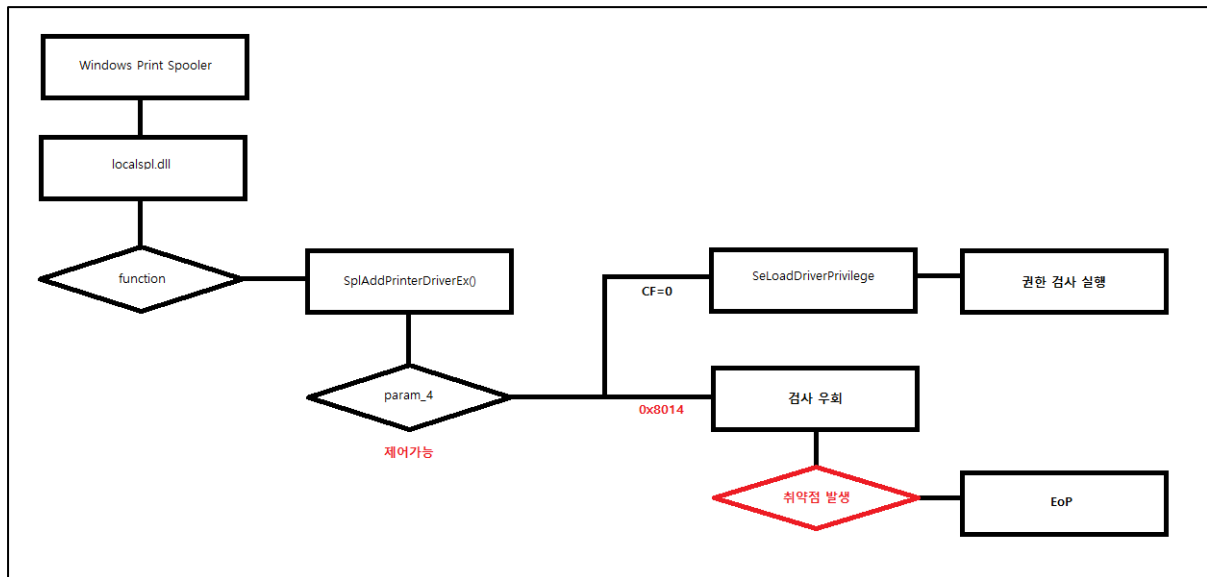 Windows Print Spooler
localspl.dll
function
SplAddPrinterDriverEx()
param_4
제어가능
CF=0
SeLoadDriverPrivilege
권한 검사 실행
0x8014
검사 우회
취약점 발생
EoP